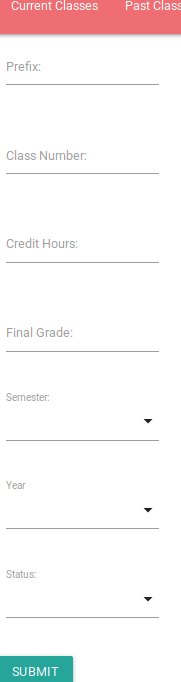 Current Classes Past Class
Prefix:
Class Number:
Credit Hours:
Final Grade:
Semester:
Year
Status:
SUBMIT